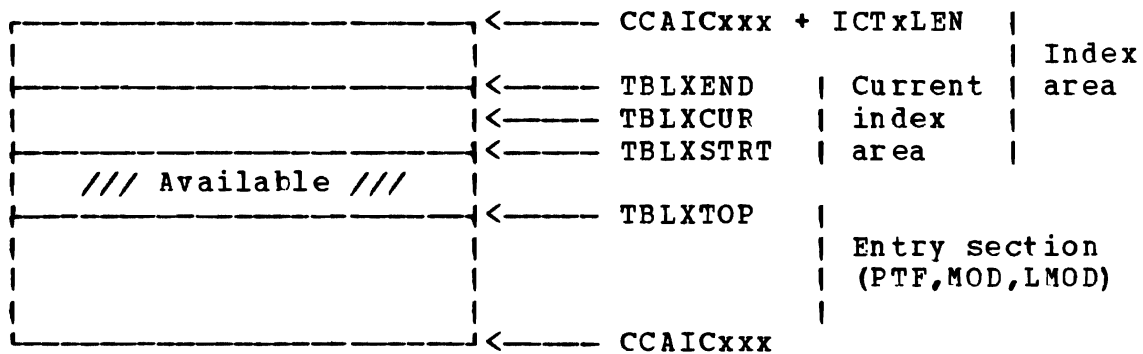 <—— CCAICxxx + ICTxLEN |
| Index
<—— TBLXEND | Current | area
<—— TBLXCUR | index |
<—— TBLXSTRT | area |
/// Available ///
<—— TBLXTOP |
| Entry section
| (PTF,MOD,LMOD)
<—— CCAICxxx